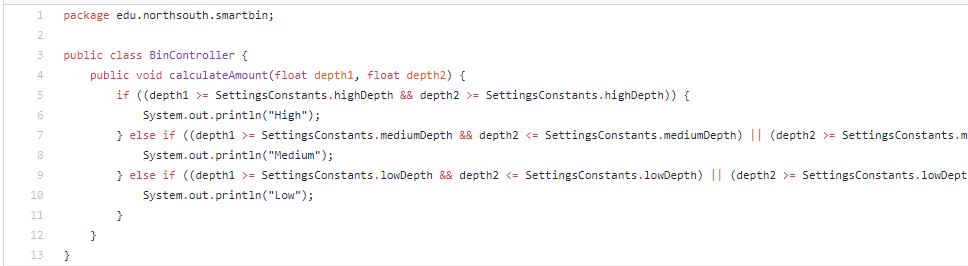 1 package edu.northsouth.smartbin;
2
3 public class BinController {
4 public void calculateAmount(float depth1, float depth2) {
5 if ((depth1 >= SettingsConstants.highDepth && depth2 >= SettingsConstants.highDepth)) {
6 System.out.println("High");
7 } else if ((depth1 >= SettingsConstants.mediumDepth && depth2 <= SettingsConstants.mediumDepth) || (depth2 >= SettingsConstants.m
8 System.out.println("Medium");
9 } else if ((depth1 >= SettingsConstants.lowDepth && depth2 <= SettingsConstants.lowDepth) || (depth2 >= SettingsConstants.lowDept
10 System.out.println("Low");
11 }
12 }
13 }